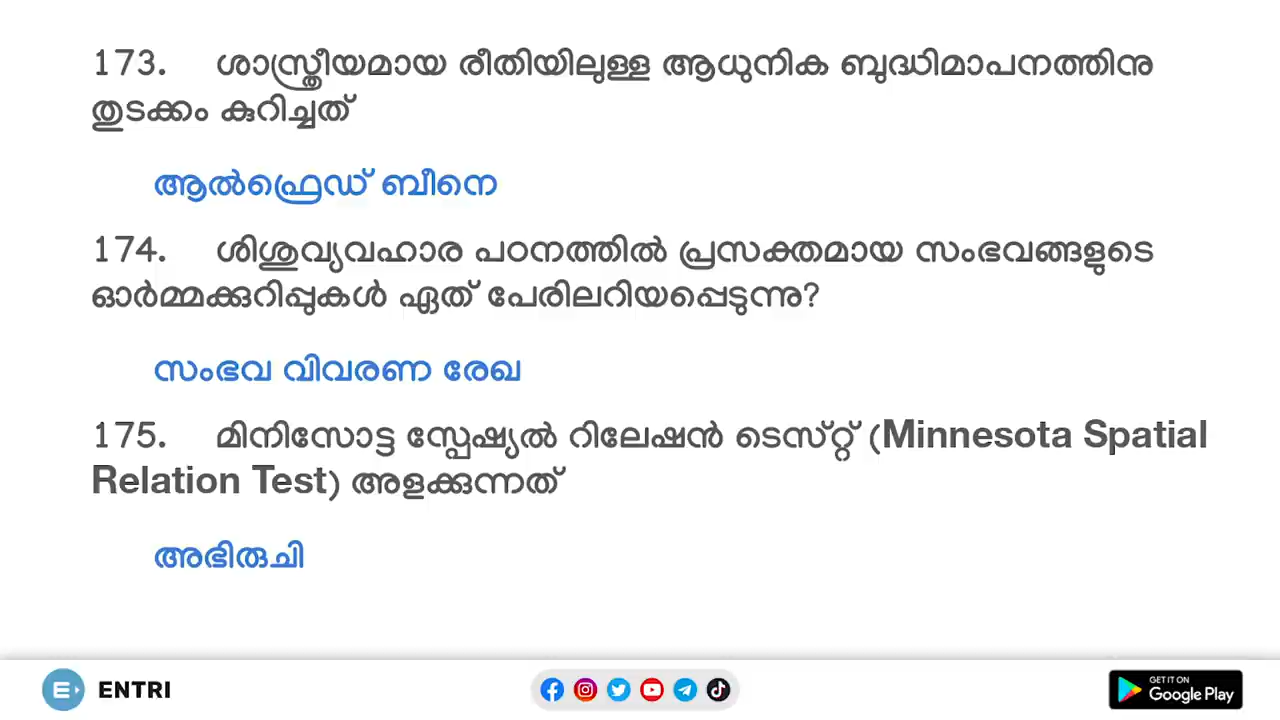 173. ശാസ്ത്രീയമായ രീതിയിലുള്ള ആധുനിക ബുദ്ധിമാപനത്തിനു
തുടക്കം കുറിച്ചത്
ആൽഫ്രെഡ് ബീനെ
174. ശിശുവ്യവഹാര പഠനത്തിൽ പ്രസക്തമായ സംഭവങ്ങളുടെ
ഓർമ്മക്കുറിപ്പുകൾ ഏത് പേരിലറിയപ്പെടുന്നു?
സംഭവ വിവരണ രേഖ
175. മിനിസോട്ട സ്പേഷ്യൽ റിലേഷൻ ടെസ്റ്റ് (Minnesota Spatial
Relation Test) അളക്കുന്നത്
അഭിരുചി
E ENTRI
GET IT ON
Google Play